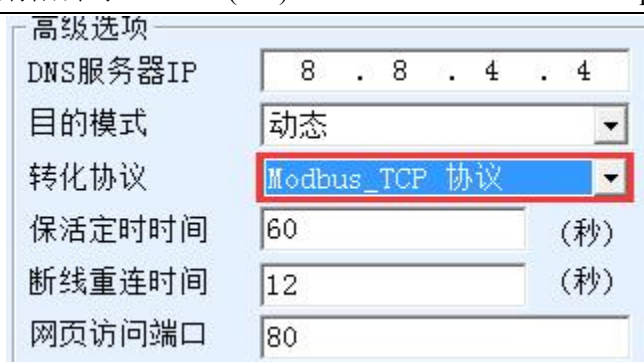 高级选项
DNS服务器IP 8 . 8 . 4 . 4
目的模式 动态
转化协议 Modbus_TCP 协议
保活定时时间 60 (秒)
断线重连时间 12 (秒)
网页访问端口 80